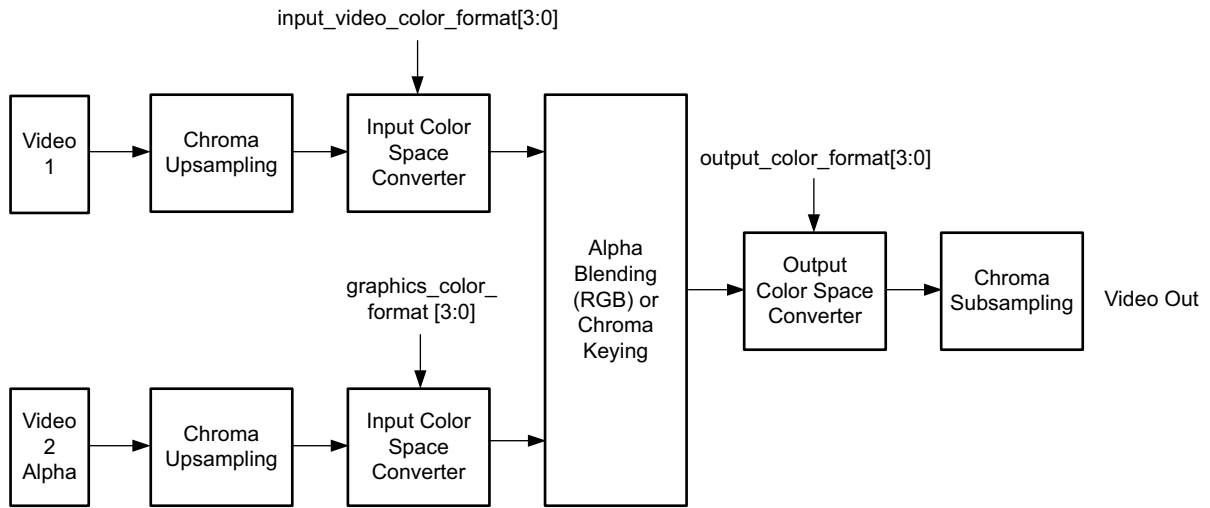 input_video_color_format[3:0]
Video
1
Chroma
Upsampling
Input Color
Space
Converter
graphics_color_
format [3:0]
Video
2
Alpha
Chroma
Upsampling
Input Color
Space
Converter
Alpha
Blending
(RGB) or
Chroma
Keying
output_color_format[3:0]
Output
Color Space
Converter
Chroma
Subsampling
Video Out